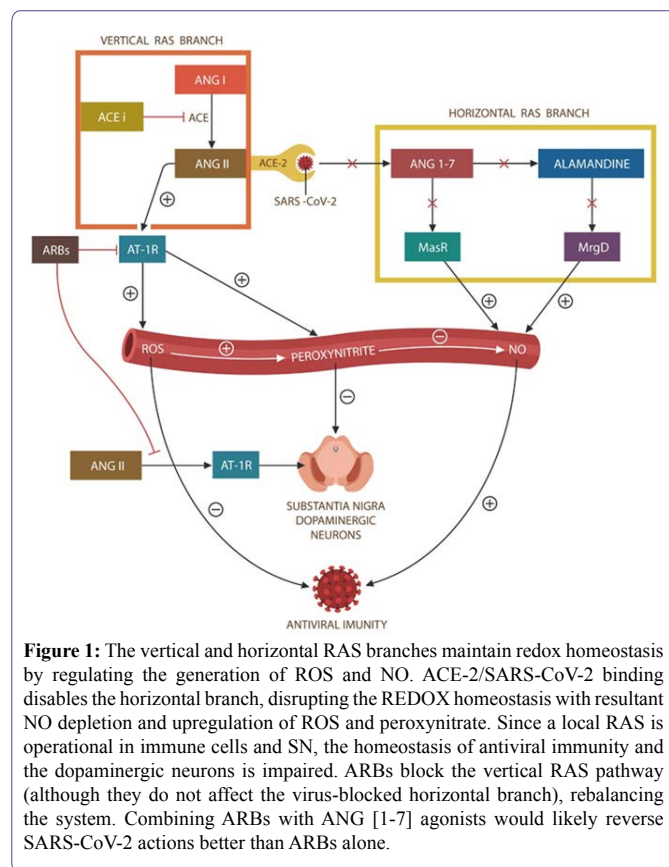 VERTICAL RAS BRANCH
ANG I
ACE i
ACE
ANG II
ACE-2
SARS -CoV-2
HORIZONTAL RAS BRANCH
ANG 1-7
ALAMANDINE
MasR
MrgD
ARBs
AT-1R
ROS
PEROXYNITRITE
NO
ANG II
AT-1R
SUBSTANTIA NIGRA
DOPAMINERGIC
NEURONS
ANTIVIRAL IMUNITY
Figure 1: The vertical and horizontal RAS branches maintain redox homeostasis
by regulating the generation of ROS and NO. ACE-2/SARS-CoV-2 binding
disables the horizontal branch, disrupting the REDOX homeostasis with resultant
NO depletion and upregulation of ROS and peroxynitrate. Since a local RAS is
operational in immune cells and SN, the homeostasis of antiviral immunity and
the dopaminergic neurons is impaired. ARBs block the vertical RAS pathway
(although they do not affect the virus-blocked horizontal branch), rebalancing
the system. Combining ARBs with ANG [1-7] agonists would likely reverse
SARS-CoV-2 actions better than ARBs alone.